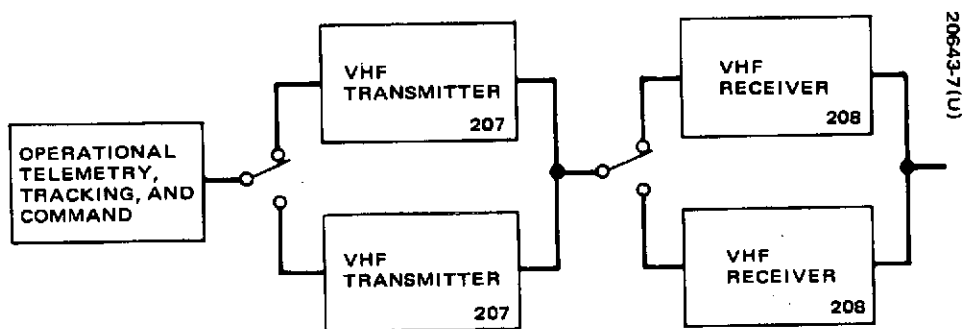 OPERATIONAL
TELEMETRY,
TRACKING, AND
COMMAND
VHF
TRANSMITTER
207
VHF
TRANSMITTER
207
VHF
RECEIVER
208
VHF
RECEIVER
208
20643-7(U)